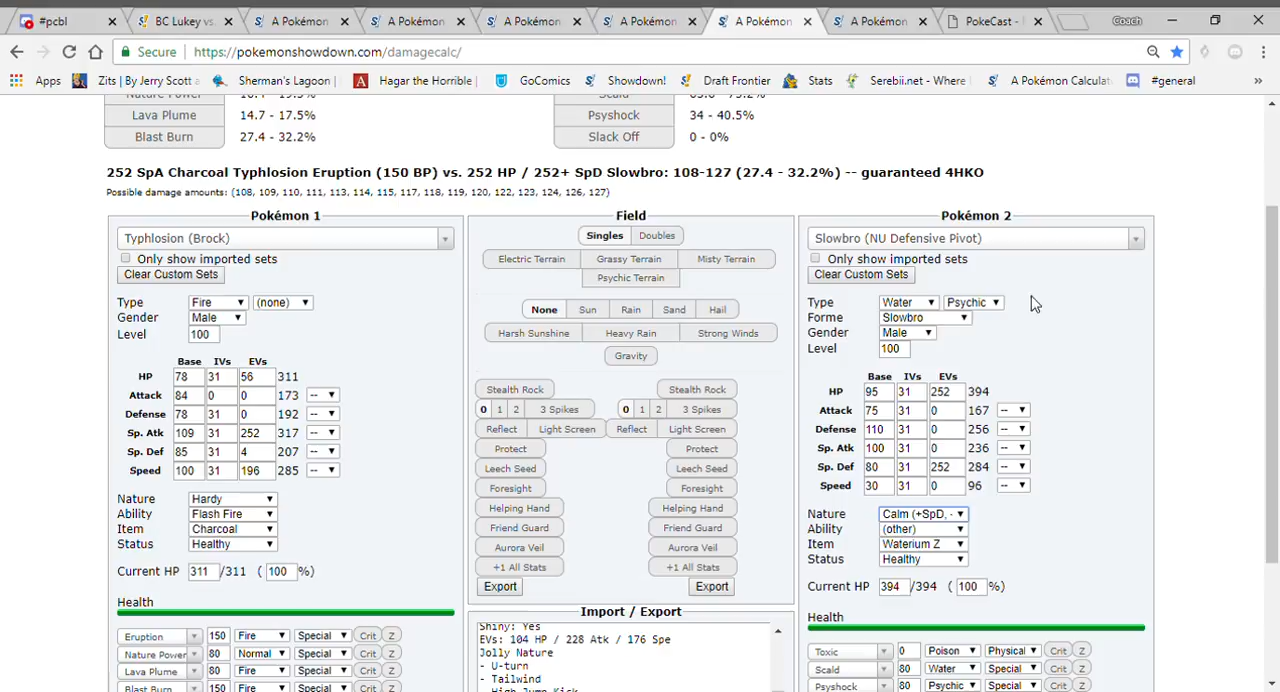 #pcbl
BC Lukey vs.
A Pokémon
A Pokémon
A Pokémon
A Pokémon
A Pokémon
A Pokémon
PokeCast -
Coach
Secure
https://pokemonshowdown.com/damagecalc/
Apps
Zits | By Jerry Scott a
Sherman's Lagoon |
Hagar the Horrible |
GoComics
Showdown!
Draft Frontier
Stats
Serebii.net - Where
A Pokémon Calculat
#general
»
Lava Plume 14.7 - 17.5%
Blast Burn 27.4 - 32.2%
Psyshock 34 - 40.5%
Slack Off 0 - 0%
252 SpA Charcoal Typhlosion Eruption (150 BP) vs. 252 HP / 252+ SpD Slowbro: 108-127 (27.4 - 32.2%) -- guaranteed 4HKO
Possible damage amounts: (108, 109, 110, 111, 113, 114, 115, 117, 118, 119, 120, 122, 123, 124, 126, 127)
Pokémon 1
Typhlosion (Brock)
Only show imported sets
Clear Custom Sets
Type Fire (none)
Gender Male
Level 100
Base IVs EVs
HP 78 31 56 311
Attack 84 0 0 173 --
Defense 78 31 0 192 --
Sp. Atk 109 31 252 317 --
Sp. Def 85 31 4 207 --
Speed 100 31 196 285 --
Nature Hardy
Ability Flash Fire
Item Charcoal
Status Healthy
Current HP 311 /311 ( 100 %)
Health
Eruption 150 Fire Special Crit Z
Nature Power 80 Normal Special Crit Z
Lava Plume 80 Fire Special Crit Z
Blast Burn 150 Fire Special Crit Z
Field
Singles Doubles
Electric Terrain Grassy Terrain Misty Terrain
Psychic Terrain
None Sun Rain Sand Hail
Harsh Sunshine Heavy Rain Strong Winds
Gravity
Stealth Rock Stealth Rock
0 1 2 3 Spikes 0 1 2 3 Spikes
Reflect Light Screen Reflect Light Screen
Protect Protect
Leech Seed Leech Seed
Foresight Foresight
Helping Hand Helping Hand
Friend Guard Friend Guard
Aurora Veil Aurora Veil
+1 All Stats +1 All Stats
Export Export
Import / Export
Shiny: Yes
EVs: 104 HP / 228 Atk / 176 Spe
Jolly Nature
- U-turn
- Tailwind
- High Jump Kick
Pokémon 2
Slowbro (NU Defensive Pivot)
Only show imported sets
Clear Custom Sets
Type Water Psychic
Forme Slowbro
Gender Male
Level 100
Base IVs EVs
HP 95 31 252 394
Attack 75 31 0 167 --
Defense 110 31 0 256 --
Sp. Atk 100 31 0 236 --
Sp. Def 80 31 252 284 --
Speed 30 31 0 96 --
Nature Calm (+SpD, -
Ability (other)
Item Waterium Z
Status Healthy
Current HP 394 /394 ( 100 %)
Health
Toxic 0 Poison Physical Crit Z
Scald 80 Water Special Crit Z
Psyshock 80 Psychic Special Crit Z